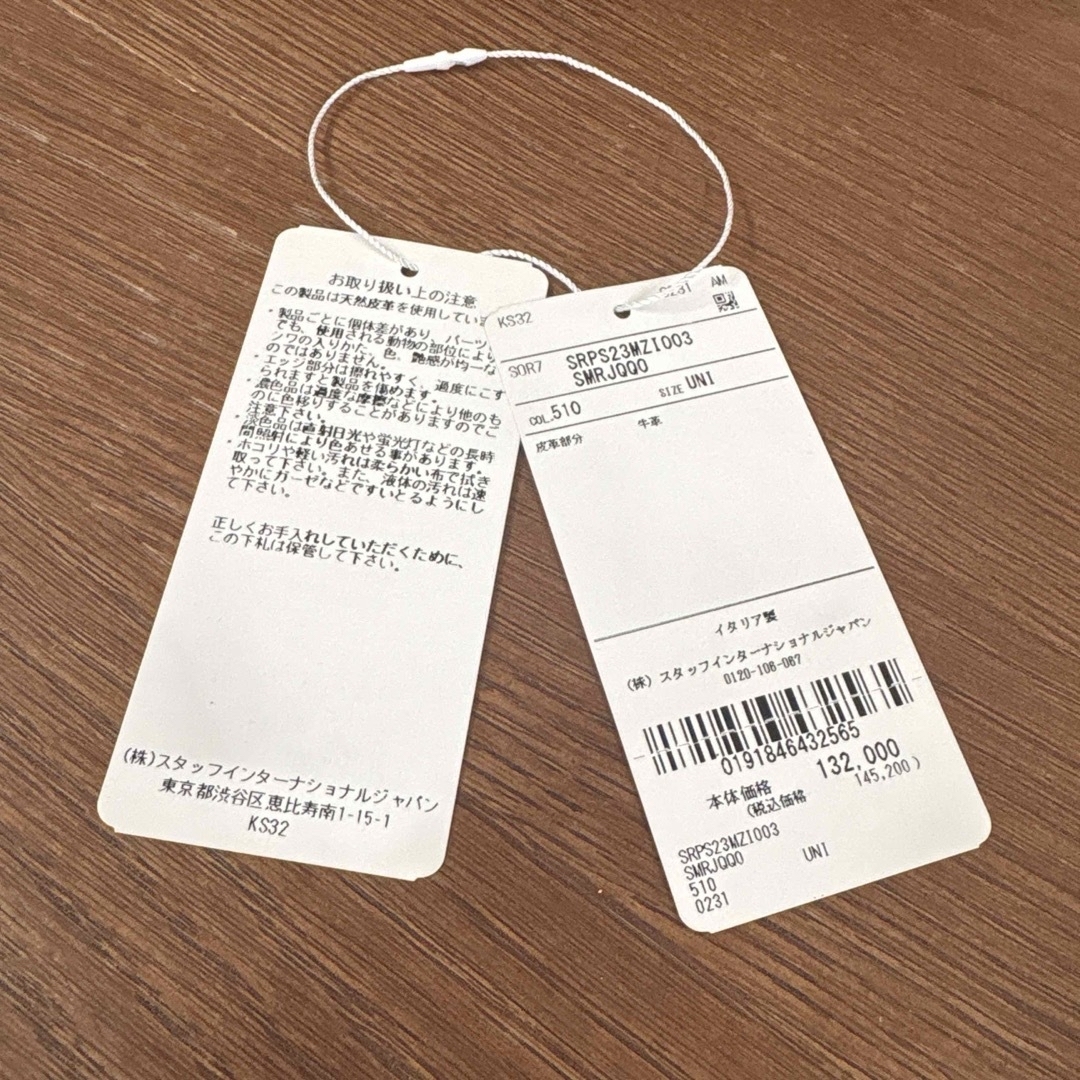 お取り扱い上の注意
この製品は天然皮革を使用していま
・製品ごとに個体差があり、パーツ
でも、使用される動物の部位により
シワの入りかた、色、艶感が均一な
のではありません。
・エッジ部分は擦れやすく、過度にこす
られますと製品を傷めます。
・濃色品は過度な摩擦などにより他のも
のに色移りすることがありますのでご
注意下さい。
・淡色品は直射日光や蛍光灯などの長時
間照射により色あせる事があります。
・ホコリや軽い汚れは柔らかい布で拭き
取って下さい。また、液体の汚れは速
やかにガーゼなどですいとるようにし
て下さい。
正しくお手入れしていただくために、
この下札は保管して下さい。
(株)スタッフインターナショナルジャパン
東京都渋谷区恵比寿南1-15-1
KS32
KS32 0231 AM
SOR7 SRPS23MZI003
SMRJQQ0
COL.510 SIZE UNI
皮革部分 牛革
イタリア製
(株) スタッフインターナショナルジャパン
0120-106-067
0191846432565
本体価格 132,000
(税込価格 145,200)
SRPS23MZI003
SMRJQQ0 UNI
510
0231